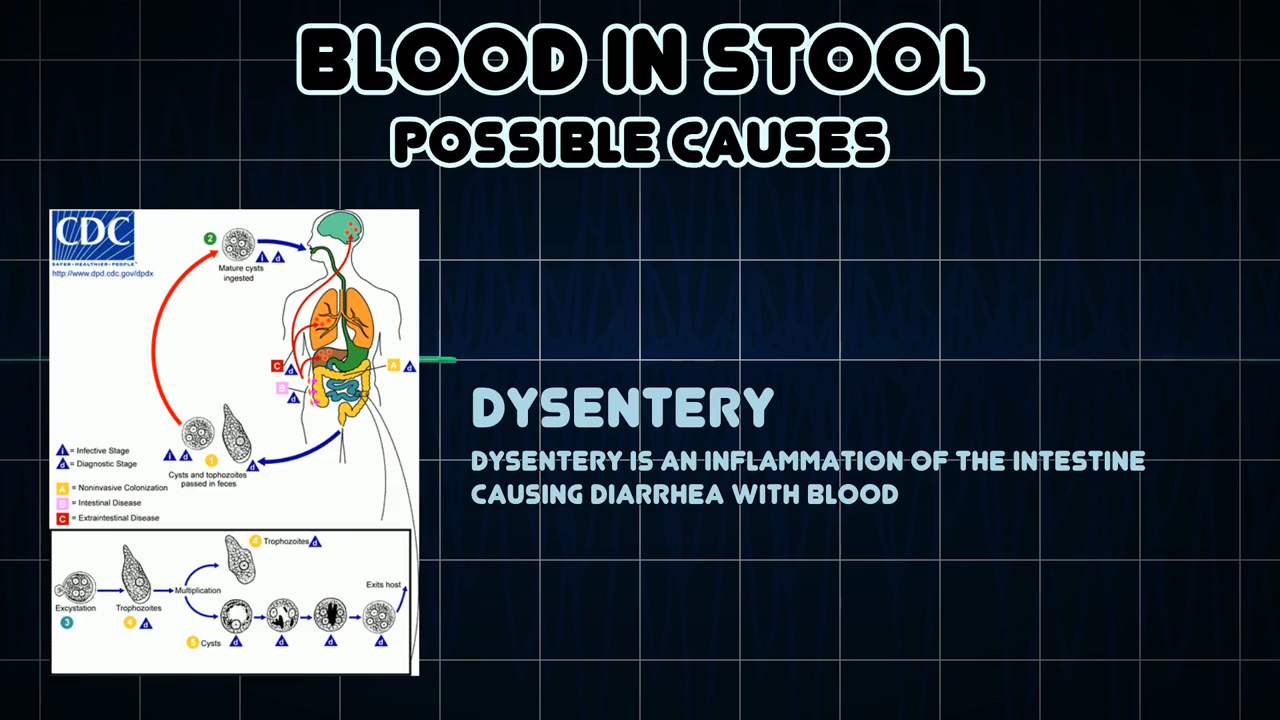 BLOOD IN STOOL
POSSIBLE CAUSES
CDC
SAFER • HEALTHIER • PEOPLE™
http://www.dpd.cdc.gov/dpdx
2
Mature cysts
ingested
i d
C d
A d
B d
i d
1
d
Cysts and tophozoites
passed in feces
i = Infective Stage
d = Diagnostic Stage
A = Noninvasive Colonization
B = Intestinal Disease
C = Extraintestinal Disease
4 Trophozoites d
Multiplication
Exits host
Excystation
3
Trophozoites
4 d
5 Cysts d d d d
DYSENTERY
DYSENTERY IS AN INFLAMMATION OF THE INTESTINE
CAUSING DIARRHEA WITH BLOOD